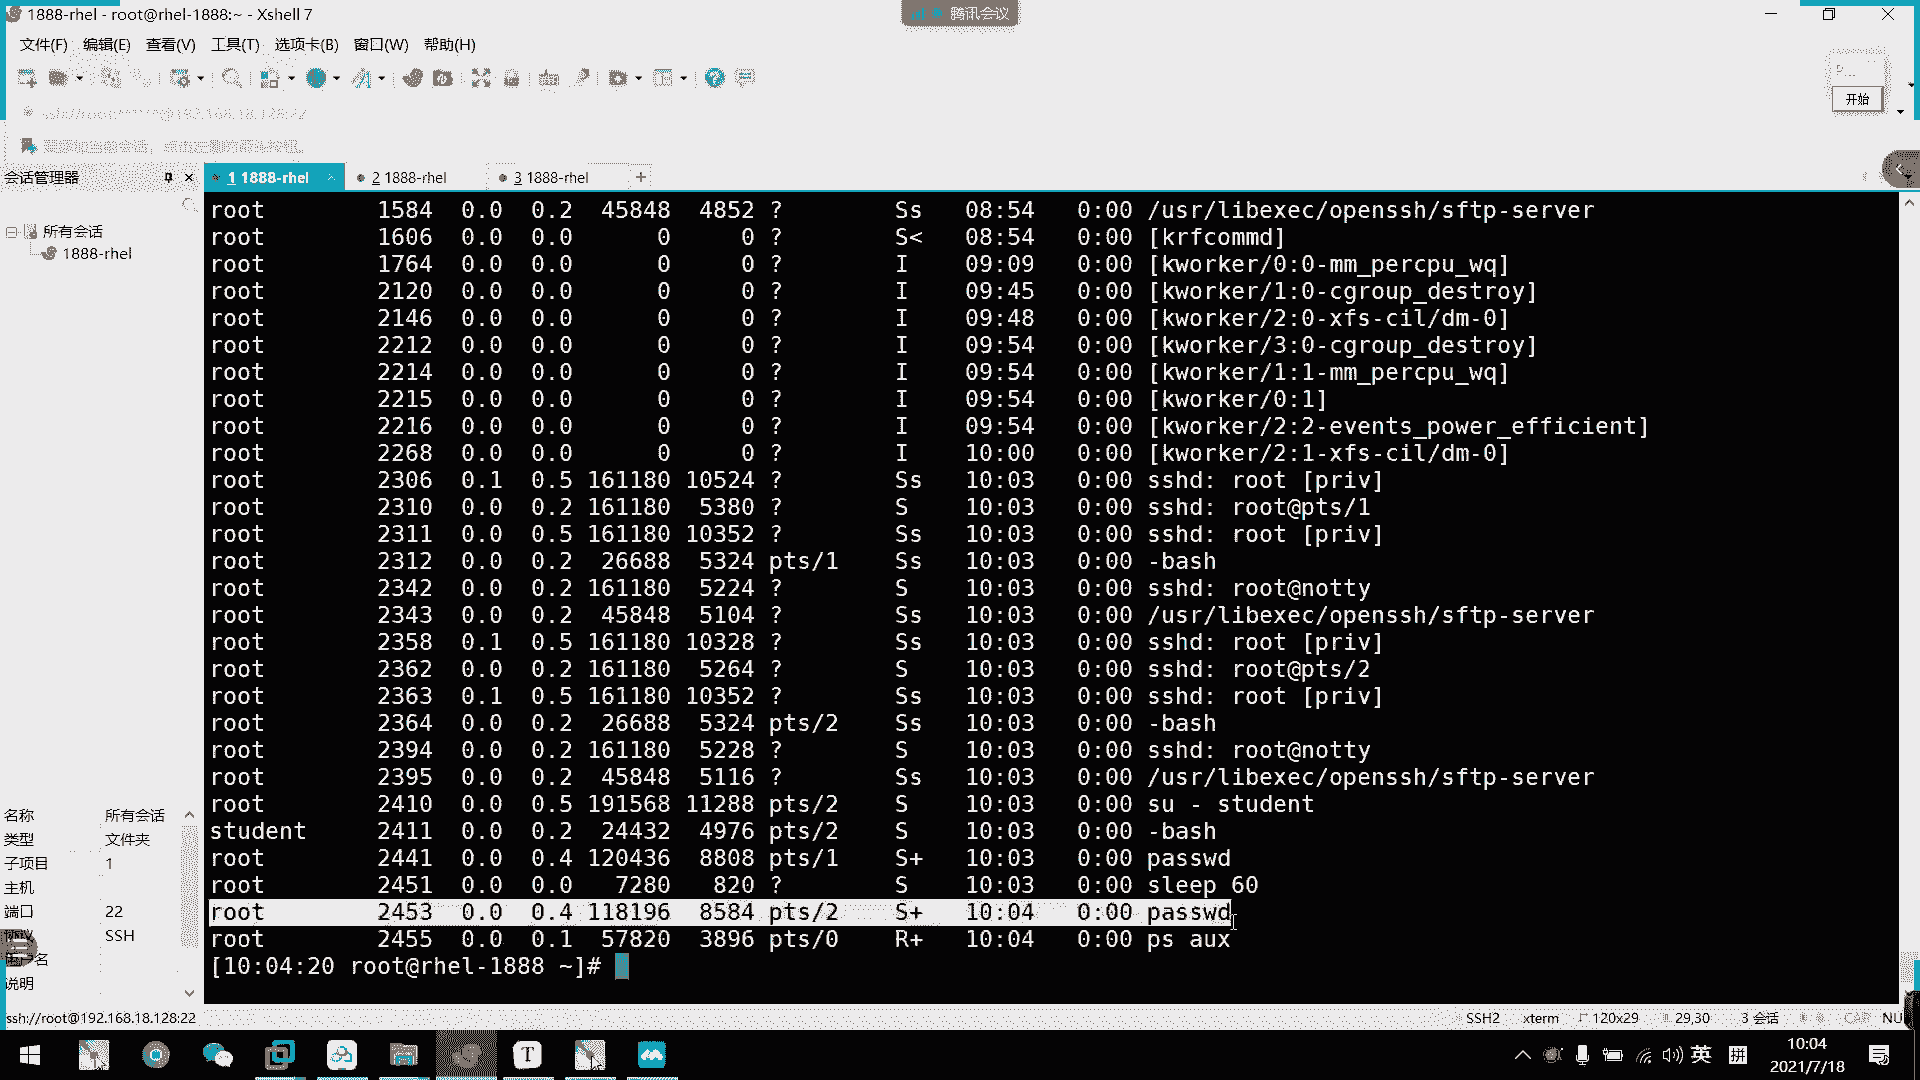 1888-rhel - root@rhel-1888:~ - Xshell 7
腾讯会议
文件(F) 编辑(E) 查看(V) 工具(T) 选项卡(B) 窗口(W) 帮助(H)
开始
会话管理器
1 1888-rhel
2 1888-rhel
3 1888-rhel
所有会话
1888-rhel
root 1584 0.0 0.2 45848 4852 ? Ss 08:54 0:00 /usr/libexec/openssh/sftp-server
root 1606 0.0 0.0 0 0 ? S< 08:54 0:00 [krfcommd]
root 1764 0.0 0.0 0 0 ? I 09:09 0:00 [kworker/0:0-mm_percpu_wq]
root 2120 0.0 0.0 0 0 ? I 09:45 0:00 [kworker/1:0-cgroup_destroy]
root 2146 0.0 0.0 0 0 ? I 09:48 0:00 [kworker/2:0-xfs-cil/dm-0]
root 2212 0.0 0.0 0 0 ? I 09:54 0:00 [kworker/3:0-cgroup_destroy]
root 2214 0.0 0.0 0 0 ? I 09:54 0:00 [kworker/1:1-mm_percpu_wq]
root 2215 0.0 0.0 0 0 ? I 09:54 0:00 [kworker/0:1]
root 2216 0.0 0.0 0 0 ? I 09:54 0:00 [kworker/2:2-events_power_efficient]
root 2268 0.0 0.0 0 0 ? I 10:00 0:00 [kworker/2:1-xfs-cil/dm-0]
root 2306 0.1 0.5 161180 10524 ? Ss 10:03 0:00 sshd: root [priv]
root 2310 0.0 0.2 161180 5380 ? S 10:03 0:00 sshd: root@pts/1
root 2311 0.0 0.5 161180 10352 ? Ss 10:03 0:00 sshd: root [priv]
root 2312 0.0 0.2 26688 5324 pts/1 Ss 10:03 0:00 -bash
root 2342 0.0 0.2 161180 5224 ? S 10:03 0:00 sshd: root@notty
root 2343 0.0 0.2 45848 5104 ? Ss 10:03 0:00 /usr/libexec/openssh/sftp-server
root 2358 0.1 0.5 161180 10328 ? Ss 10:03 0:00 sshd: root [priv]
root 2362 0.0 0.2 161180 5264 ? S 10:03 0:00 sshd: root@pts/2
root 2363 0.1 0.5 161180 10352 ? Ss 10:03 0:00 sshd: root [priv]
root 2364 0.0 0.2 26688 5324 pts/2 Ss 10:03 0:00 -bash
root 2394 0.0 0.2 161180 5228 ? S 10:03 0:00 sshd: root@notty
root 2395 0.0 0.2 45848 5116 ? Ss 10:03 0:00 /usr/libexec/openssh/sftp-server
root 2410 0.0 0.5 191568 11288 pts/2 S 10:03 0:00 su - student
student 2411 0.0 0.2 24432 4976 pts/2 S 10:03 0:00 -bash
root 2441 0.0 0.4 120436 8808 pts/1 S+ 10:03 0:00 passwd
root 2451 0.0 0.0 7280 820 ? S 10:03 0:00 sleep 60
root 2453 0.0 0.4 118196 8584 pts/2 S+ 10:04 0:00 passwd
root 2455 0.0 0.1 57820 3896 pts/0 R+ 10:04 0:00 ps aux
[10:04:20 root@rhel-1888 ~]#
名称 所有会话
类型 文件夹
子项目 1
主机
端口 22
SSH
说明
ssh://root@192.168.18.128:22
SSH2 xterm 120x29 29,30 3 会话 CAP NU
英 拼
10:04
2021/7/18